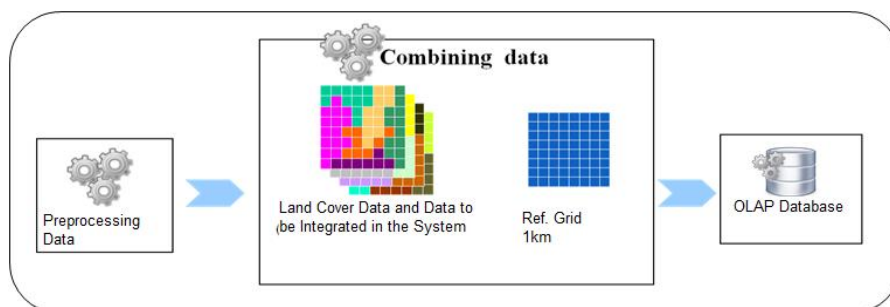 Combining data
Preprocessing
Data
Land Cover Data and Data to
(be Integrated in the System
Ref. Grid
1km
OLAP Database